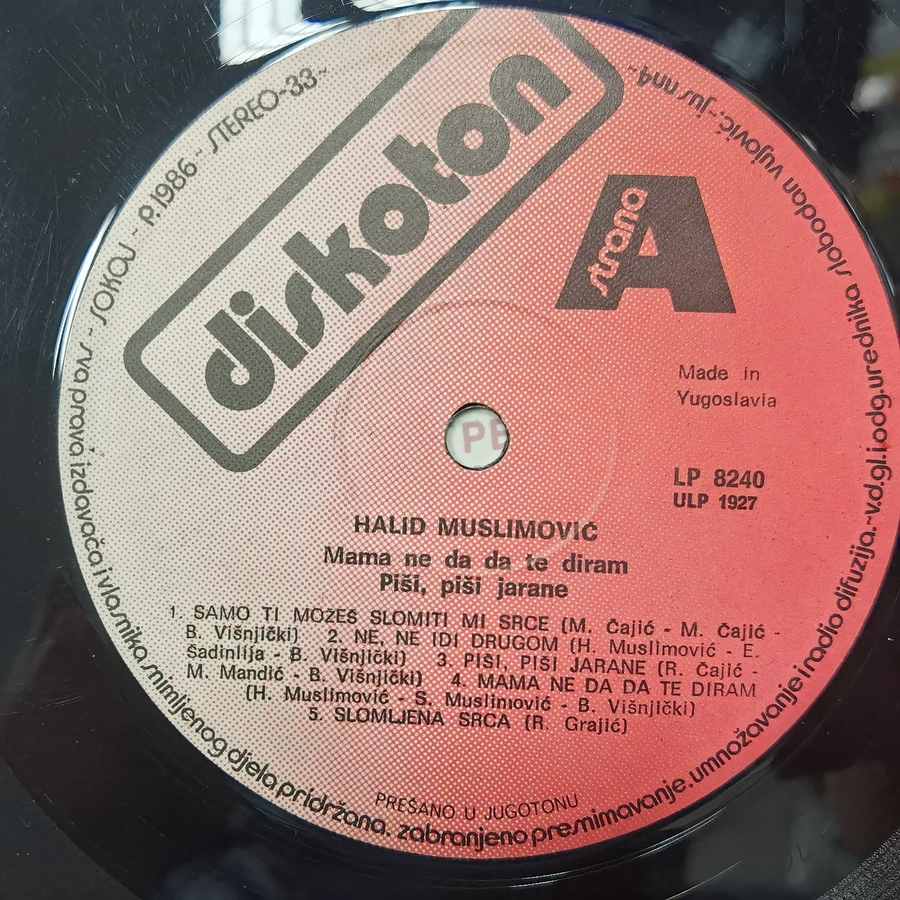 diskoton
strana A
Made in
Yugoslavia
LP 8240
ULP 1927
HALID MUSLIMOVIĆ
Mama ne da da te diram
Piši, piši jarane
1. SAMO TI MOŽEŠ SLOMITI MI SRCE (M. Čajić - M. Čajić -
B. Višnjički) 2. NE, NE IDI DRUGOM (H. Muslimović - E.
Šadinlija - B. Višnjički) 3. PIŠI, PIŠI JARANE (R. Čajić -
M. Mandić - B. Višnjički) 4. MAMA NE DA DA TE DIRAM
(H. Muslimović - S. Muslimović - B. Višnjički)
5. SLOMLJENA SRCA (R. Grajić)
PREŠANO U JUGOTONU
sva prava izdavača i vlasnika snimljenog djela pridržana. zabranjeno presnimavanje. umnožavanje i radio difuzija. - v.d. gl. i odg. urednika slobodan vujović. - jus nn4 -
SOKOJ - P.1986 - STEREO-33 -
PE